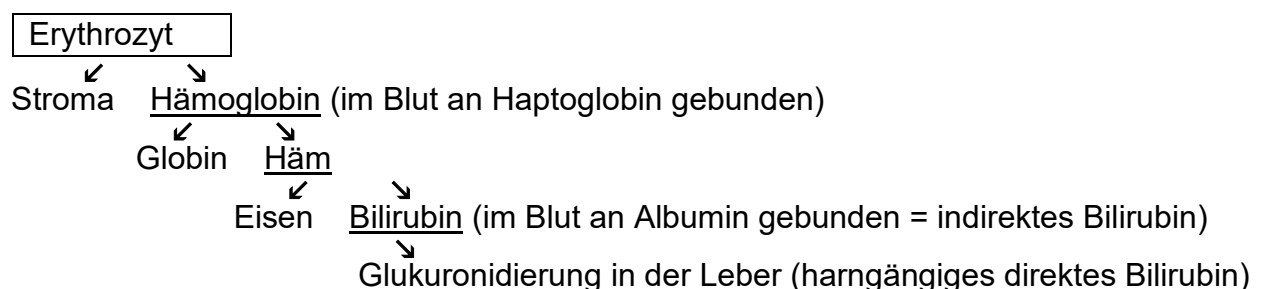 Erythrozyt
Stroma Hämoglobin (im Blut an Haptoglobin gebunden)
Globin Häm
Eisen Bilirubin (im Blut an Albumin gebunden = indirektes Bilirubin)
Glukuronidierung in der Leber (harngängiges direktes Bilirubin)